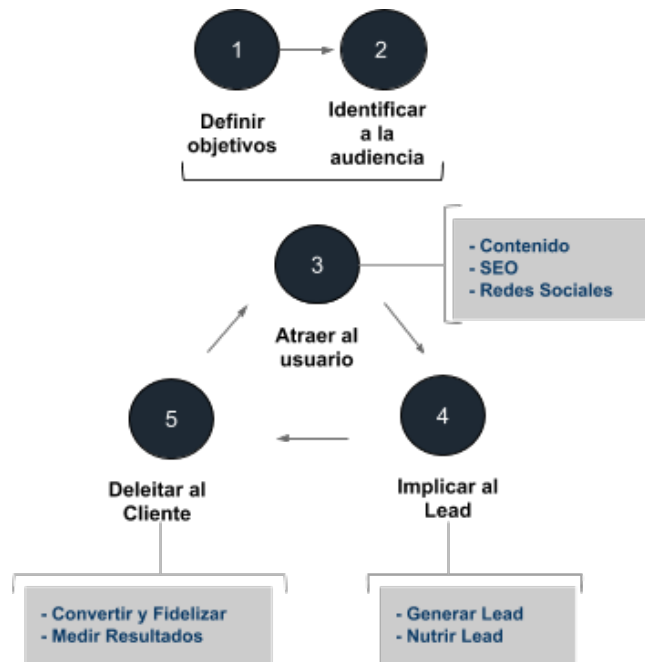 1
Definir
objetivos
2
Identificar
a la
audiencia
3
Atraer al
usuario
- Contenido
- SEO
- Redes Sociales
4
Implicar al
Lead
- Generar Lead
- Nutrir Lead
5
Deleitar al
Cliente
- Convertir y Fidelizar
- Medir Resultados